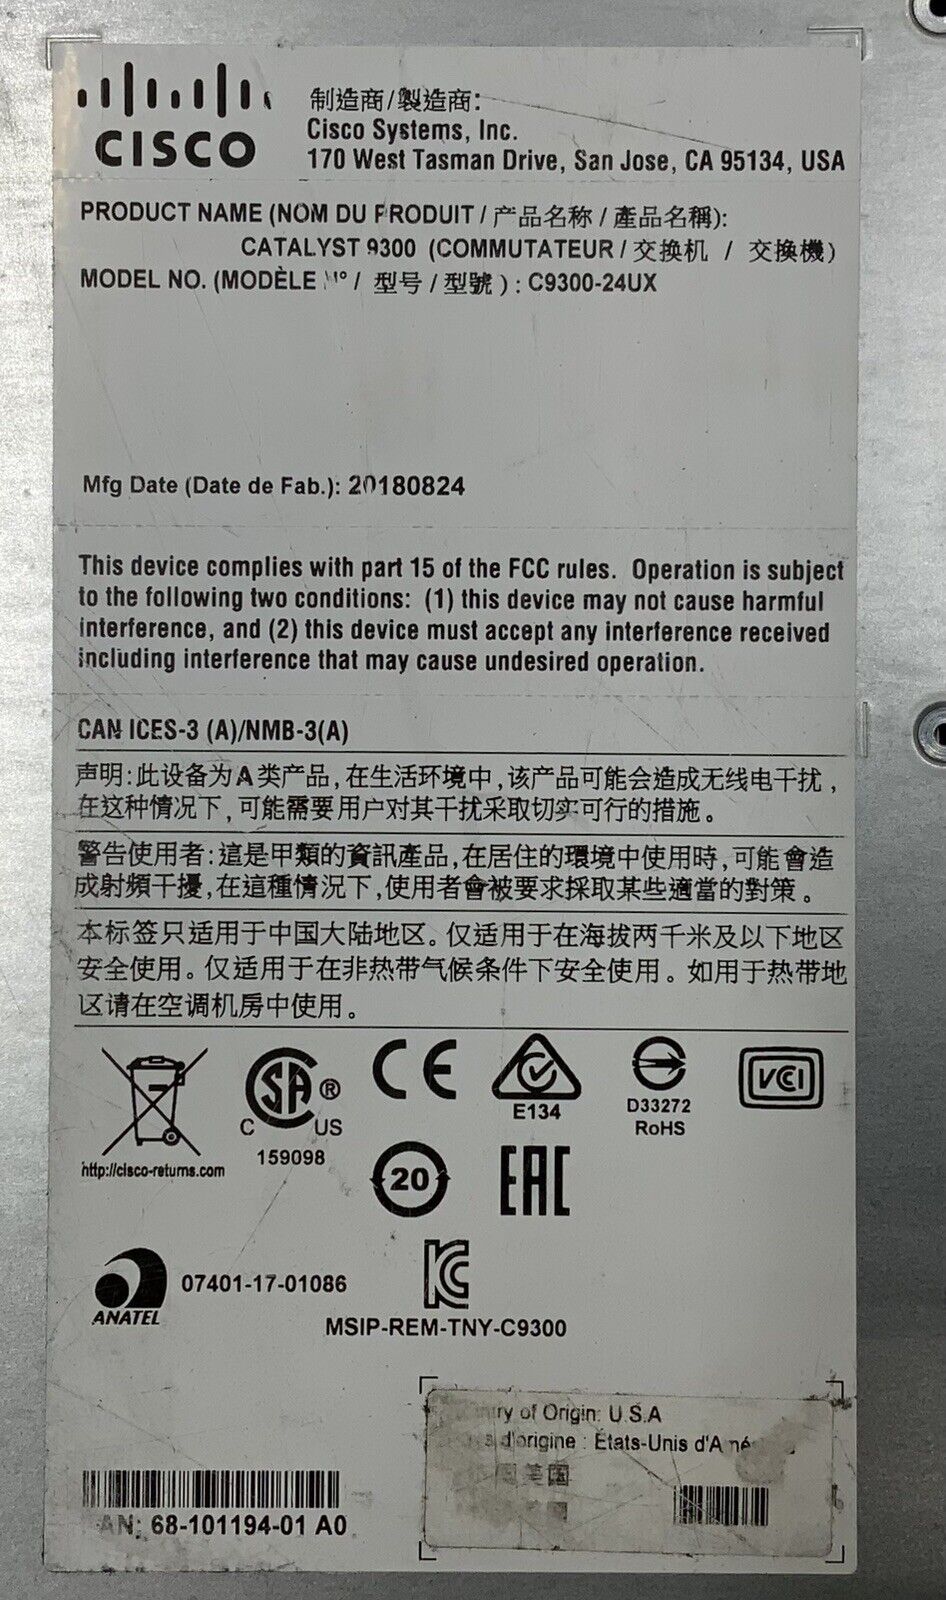 CISCO
制造商/製造商:
Cisco Systems, Inc.
170 West Tasman Drive, San Jose, CA 95134, USA
PRODUCT NAME (NOM DU PRODUIT / 产品名称 / 產品名稱):
CATALYST 9300 (COMMUTATEUR / 交换机 / 交換機)
MODEL NO. (MODÈLE Nº / 型号 / 型號 ) : C9300-24UX
Mfg Date (Date de Fab.): 20180824
This device complies with part 15 of the FCC rules. Operation is subject
to the following two conditions: (1) this device may not cause harmful
interference, and (2) this device must accept any interference received
including interference that may cause undesired operation.
CAN ICES-3 (A)/NMB-3(A)
声明:此设备为A类产品,在生活环境中,该产品可能会造成无线电干扰,
在这种情况下,可能需要用户对其干扰采取切实可行的措施。
警告使用者:這是甲類的資訊產品,在居住的環境中使用時,可能會造
成射頻干擾,在這種情況下,使用者會被要求採取某些適當的對策。
本标签只适用于中国大陆地区。仅适用于在海拔两千米及以下地区
安全使用。仅适用于在非热带气候条件下安全使用。如用于热带地
区请在空调机房中使用。
http://cisco-returns.com
C SA ® US
159098
CE
E134
D33272
RoHS
VCI
20
EAC
ANATEL
07401-17-01086
KC
MSIP-REM-TNY-C9300
of Origin: U.S.A
d'origine : États-Unis
美国
AN: 68-101194-01 A0